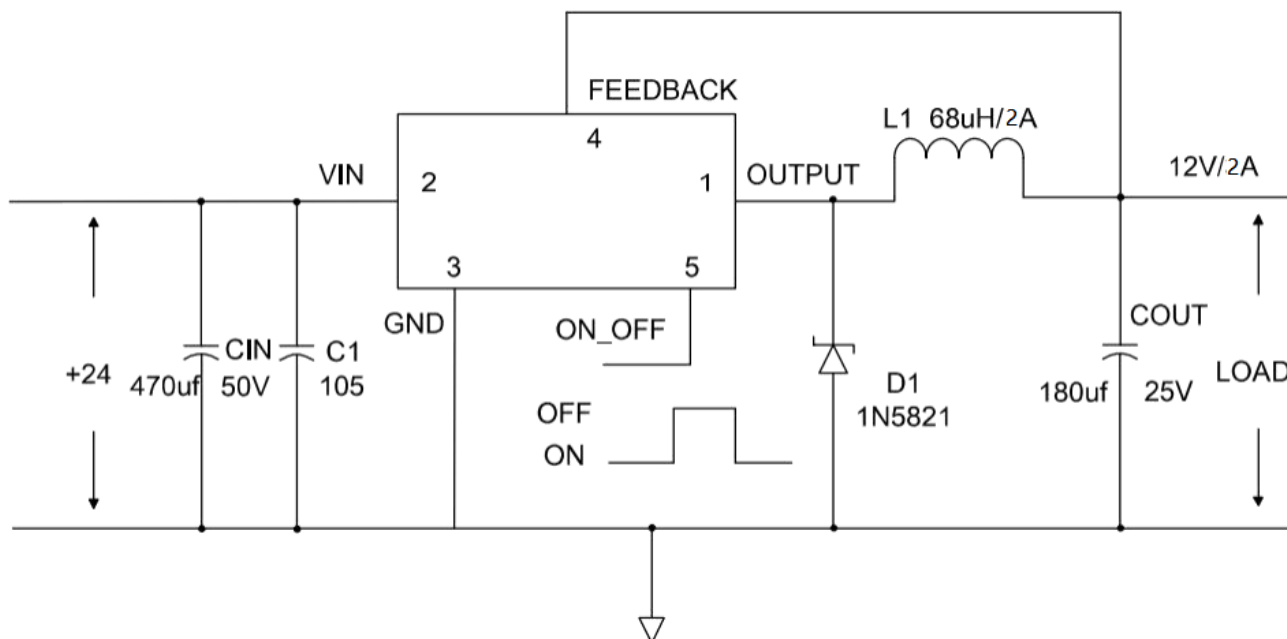 FEEDBACK
4
L1 68uH/2A
VIN
2
1
OUTPUT
12V/2A
3
5
GND
ON_OFF
COUT
+24
CIN
C1
470uf
50V
105
D1
1N5821
180uf
25V
LOAD
OFF
ON